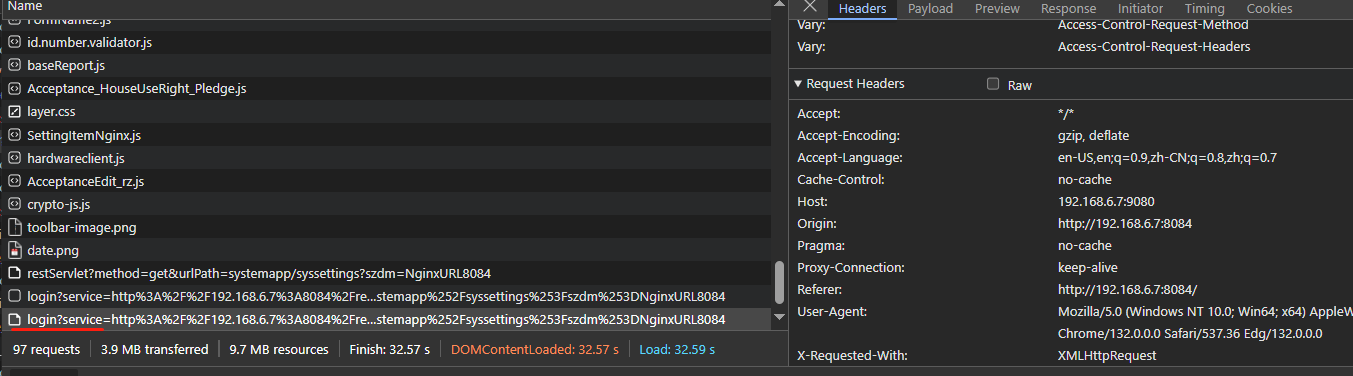 Name
FormName2.js
id.number.validator.js
baseReport.js
Acceptance_HouseUseRight_Pledge.js
layer.css
SettingItemNginx.js
hardwareclient.js
AcceptanceEdit_rz.js
crypto-js.js
toolbar-image.png
date.png
restServlet?method=get&urlPath=systemapp/syssettings?szdm=NginxURL8084
login?service=http%3A%2F%2F192.168.6.7%3A8084%2Fre...stemapp%252Fsyssettings%253Fszdm%253DNginxURL8084
login?service=http%3A%2F%2F192.168.6.7%3A8084%2Fre...stemapp%252Fsyssettings%253Fszdm%253DNginxURL8084
97 requests 3.9 MB transferred 9.7 MB resources Finish: 32.57 s DOMContentLoaded: 32.57 s Load: 32.59 s
Headers Payload Preview Response Initiator Timing Cookies
Vary: Access-Control-Request-Method
Vary: Access-Control-Request-Headers
Request Headers Raw
Accept: */*
Accept-Encoding: gzip, deflate
Accept-Language: en-US,en;q=0.9,zh-CN;q=0.8,zh;q=0.7
Cache-Control: no-cache
Host: 192.168.6.7:9080
Origin: http://192.168.6.7:8084
Pragma: no-cache
Proxy-Connection: keep-alive
Referer: http://192.168.6.7:8084/
User-Agent: Mozilla/5.0 (Windows NT 10.0; Win64; x64) AppleW
Chrome/132.0.0.0 Safari/537.36 Edg/132.0.0.0
X-Requested-With: XMLHttpRequest